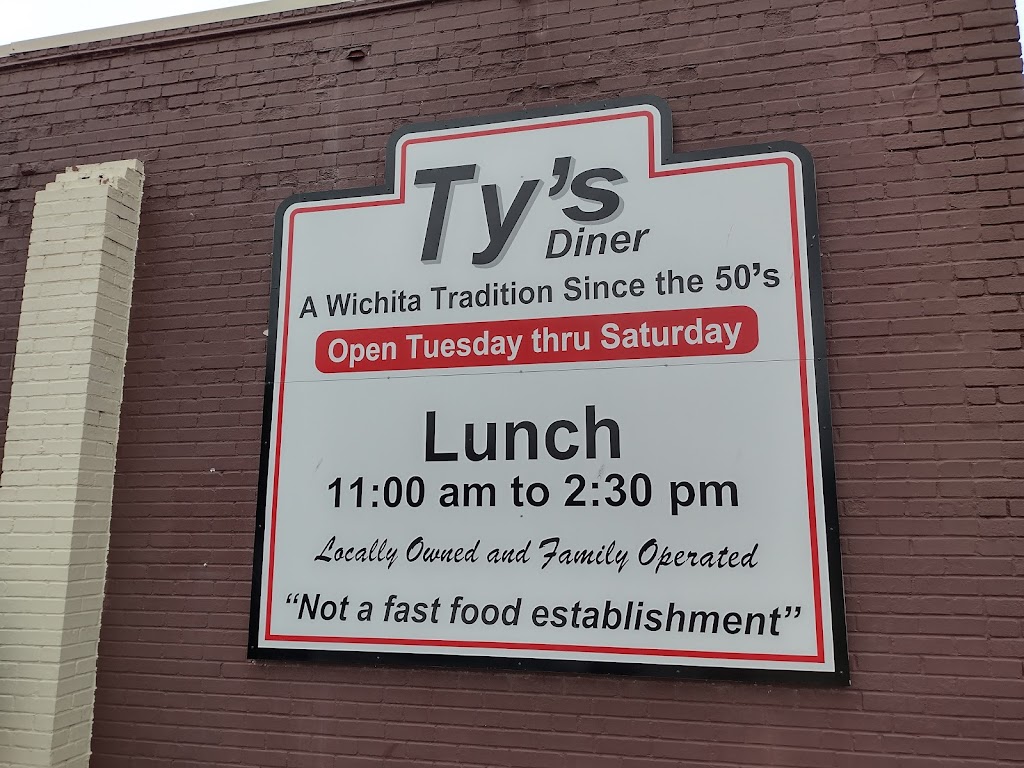 Ty's
Diner
A Wichita Tradition Since the 50's
Open Tuesday thru Saturday
Lunch
11:00 am to 2:30 pm
Locally Owned and Family Operated
“Not a fast food establishment”